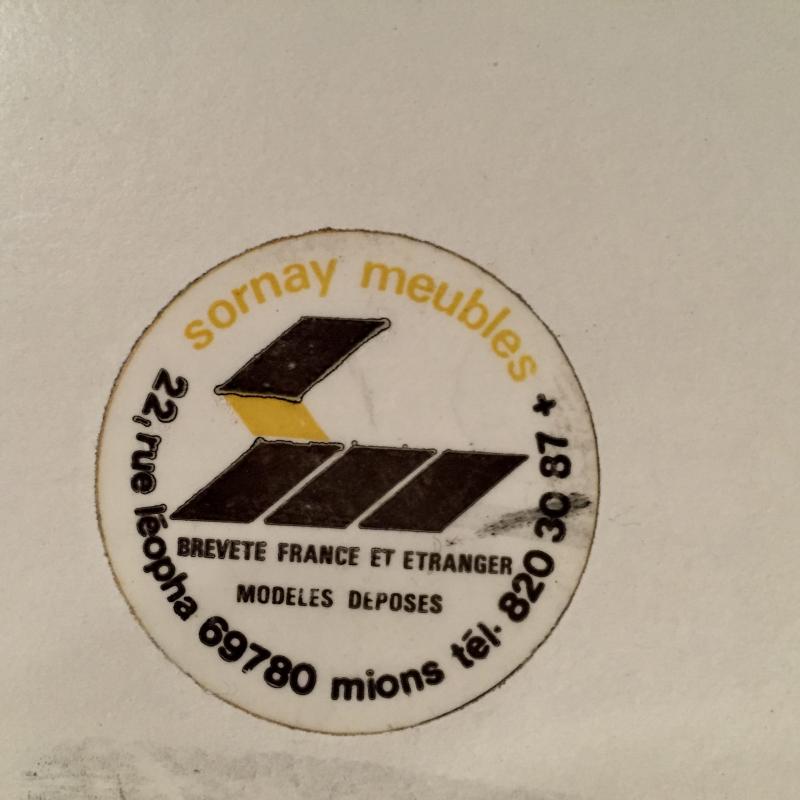 sornay meubles
BREVETE FRANCE ET ETRANGER
MODELES DEPOSES
22, rue léopha 69780 mions tél. 820 30 87 +